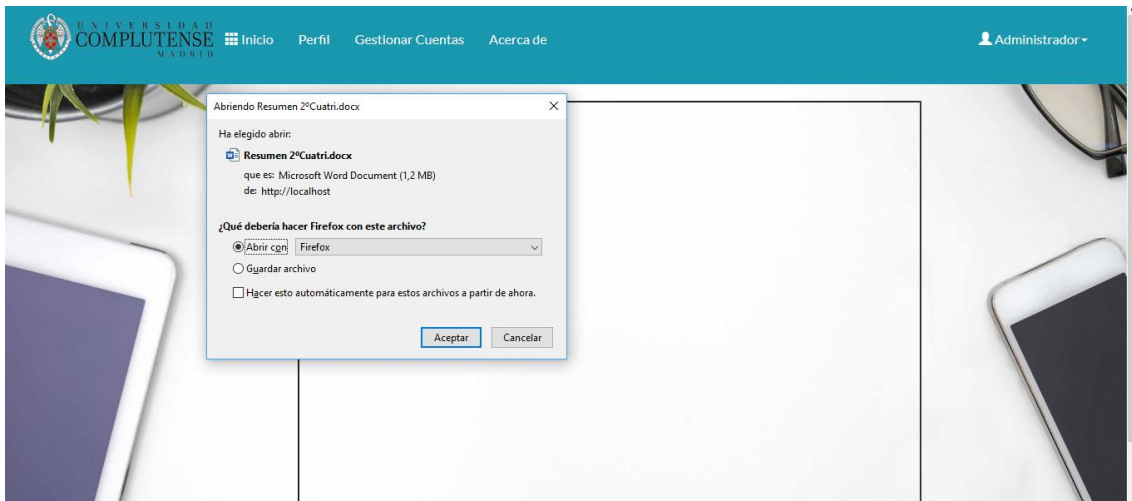 UNIVERSIDAD
COMPLUTENSE
MADRID
Inicio Perfil Gestionar Cuentas Acerca de
Administrador
Abriendo Resumen 2ºCuatri.docx
Ha elegido abrir:
Resumen 2ºCuatri.docx
que es: Microsoft Word Document (1,2 MB)
de: http://localhost
¿Qué debería hacer Firefox con este archivo?
Abrir con Firefox
Guardar archivo
Hacer esto automáticamente para estos archivos a partir de ahora.
Aceptar Cancelar